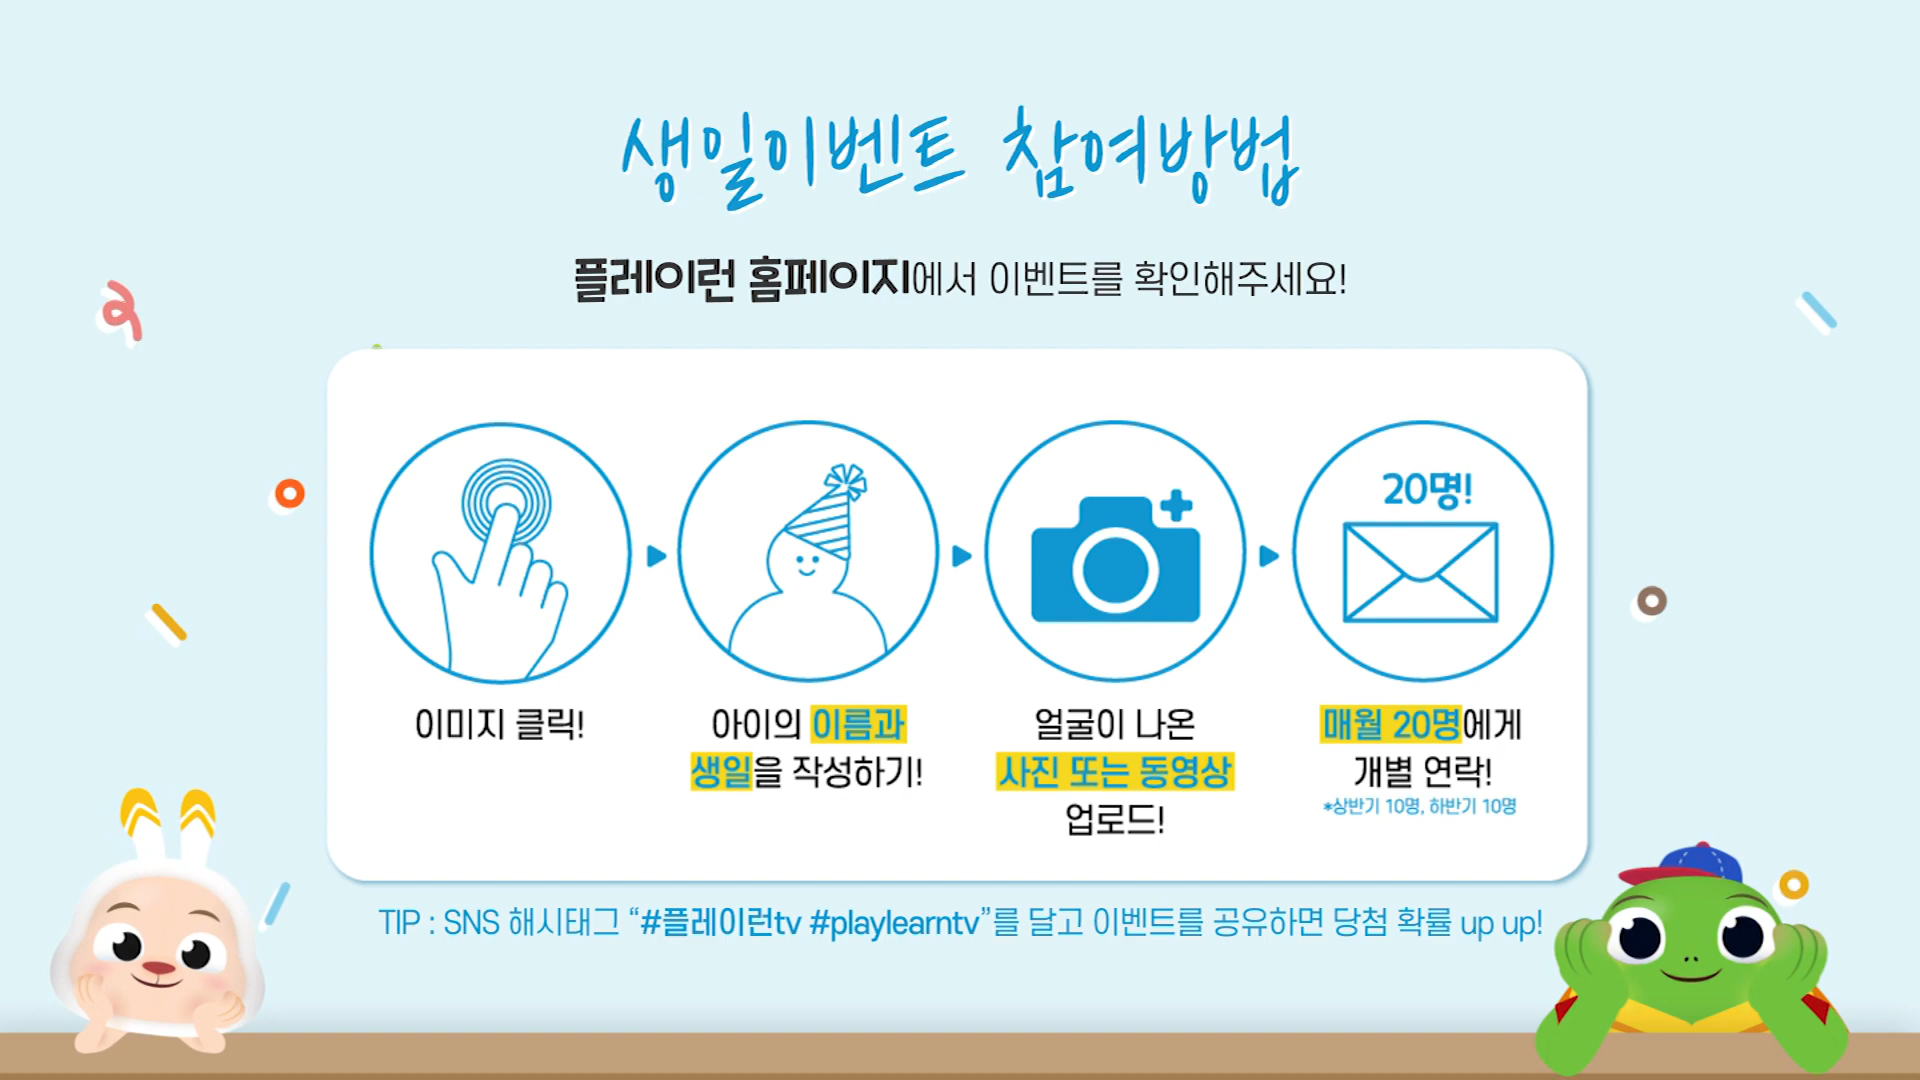 생일이벤트 참여방법
플레이런 홈페이지에서 이벤트를 확인해주세요!
이미지 클릭!
아이의 이름과
생일을 작성하기!
얼굴이 나온
사진 또는 동영상
업로드!
20명!
매월 20명에게
개별 연락!
*상반기 10명, 하반기 10명
TIP : SNS 해시태그 “#플레이런tv #playlearntv”를 달고 이벤트를 공유하면 당첨 확률 up up!